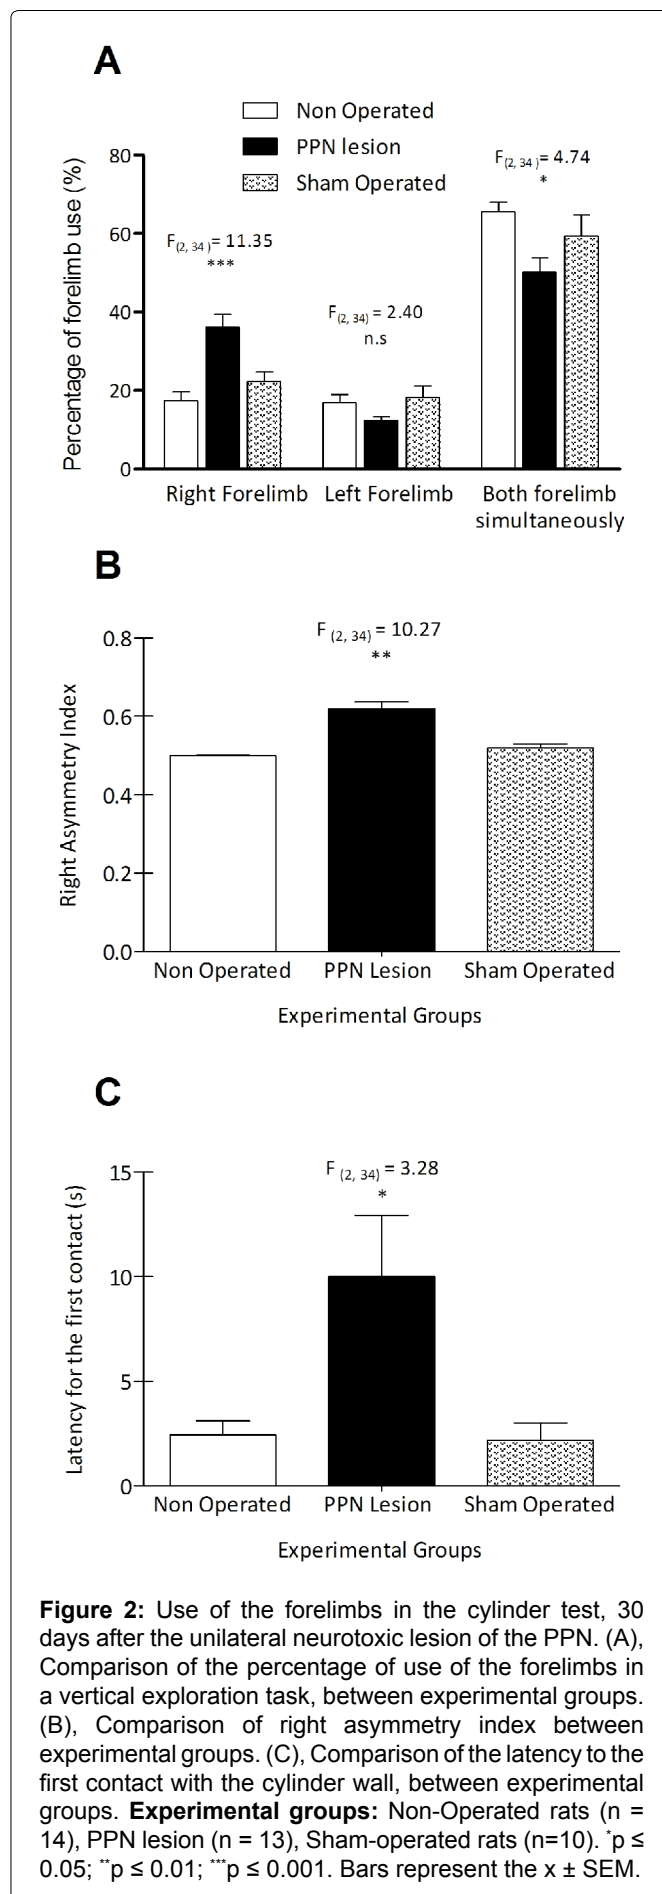 A
Non Operated
PPN lesion
Sham Operated
Percentage of forelimb use (%)
80
60
40
20
0
F(2, 34 )= 11.35
***
F(2, 34) = 2.40
n.s
F(2, 34 )= 4.74
*
Right Forelimb
Left Forelimb
Both forelimb
simultaneously
B
Right Asymmetry Index
0.8
0.6
0.4
0.2
0.0
F (2, 34) = 10.27
**
Non Operated
PPN Lesion
Sham Operated
Experimental Groups
C
Latency for the first contact (s)
15
10
5
0
F (2, 34) = 3.28
*
Non Operated
PPN Lesion
Sham Operated
Experimental Groups
Figure 2: Use of the forelimbs in the cylinder test, 30
days after the unilateral neurotoxic lesion of the PPN. (A),
Comparison of the percentage of use of the forelimbs in
a vertical exploration task, between experimental groups.
(B), Comparison of right asymmetry index between
experimental groups. (C), Comparison of the latency to the
first contact with the cylinder wall, between experimental
groups. Experimental groups: Non-Operated rats (n =
14), PPN lesion (n = 13), Sham-operated rats (n=10). *p ≤
0.05; **p ≤ 0.01; ***p ≤ 0.001. Bars represent the x ± SEM.